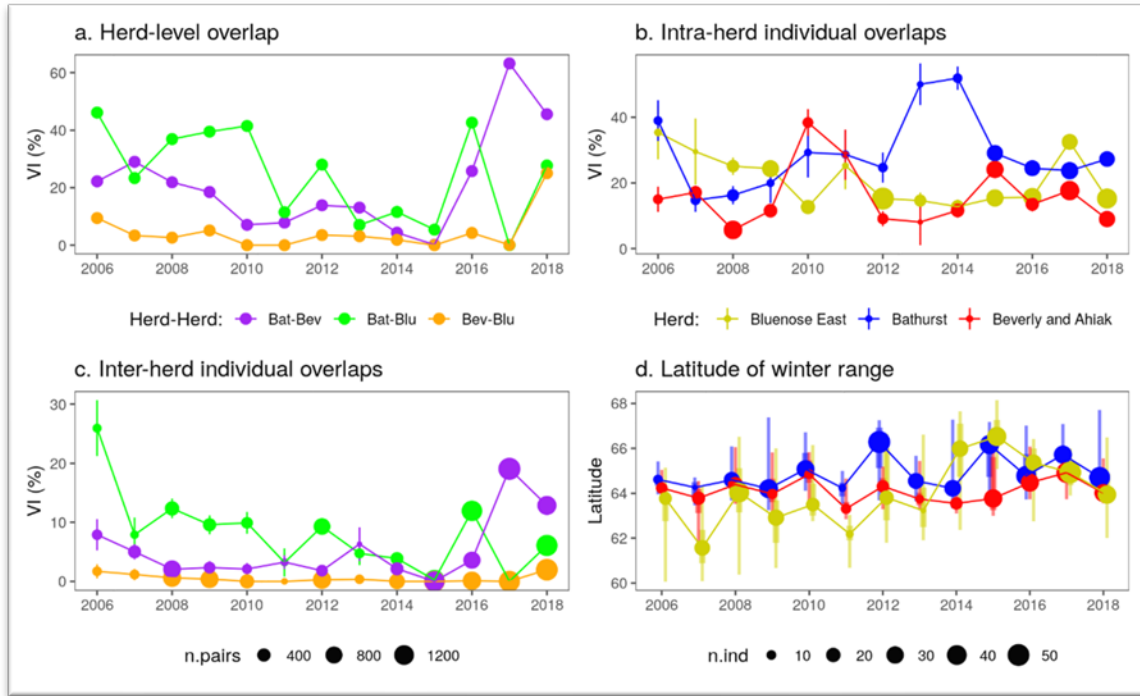 a. Herd-level overlap
VI (%)
60
40
20
0
2006 2008 2010 2012 2014 2016 2018
Herd-Herd: Bat-Bev Bat-Blu Bev-Blu
b. Intra-herd individual overlaps
VI (%)
40
20
0
2006 2008 2010 2012 2014 2016 2018
Herd: Bluenose East Bathurst Beverly and Ahiak
c. Inter-herd individual overlaps
VI (%)
30
20
10
0
2006 2008 2010 2012 2014 2016 2018
n.pairs 400 800 1200
d. Latitude of winter range
Latitude
68
66
64
62
60
2006 2008 2010 2012 2014 2016 2018
n.ind 10 20 30 40 50